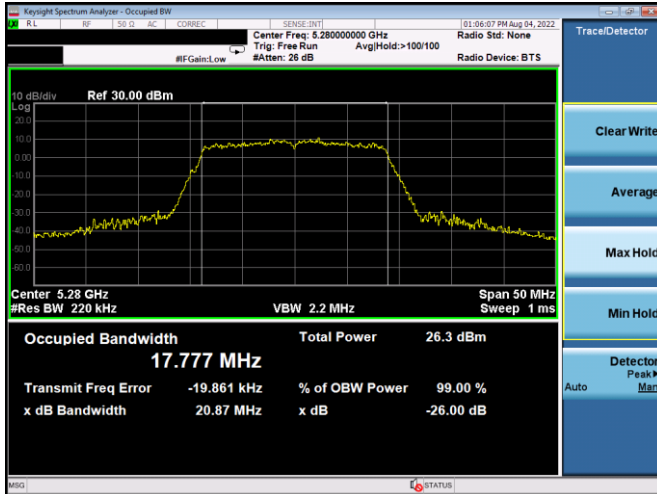 Keysight Spectrum Analyzer - Occupied BW
RL RF 50 Ω AC CORREC SENSE:INT 01:06:07 PM Aug 04, 2022
Center Freq: 5.280000000 GHz Radio Std: None
Trig: Free Run Avg|Hold:>100/100
#IFGain:Low #Atten: 26 dB Radio Device: BTS
Trace/Detector
10 dB/div Ref 30.00 dBm
Log
20.0
10.0
0.00
-10.0
-20.0
-30.0
-40.0
-50.0
-60.0
Center 5.28 GHz Span 50 MHz
#Res BW 220 kHz VBW 2.2 MHz Sweep 1 ms
Occupied Bandwidth Total Power 26.3 dBm
17.777 MHz
Transmit Freq Error -19.861 kHz % of OBW Power 99.00 %
x dB Bandwidth 20.87 MHz x dB -26.00 dB
Clear Write
Average
Max Hold
Min Hold
Detector
Peak▶
Auto Man
MSG STATUS